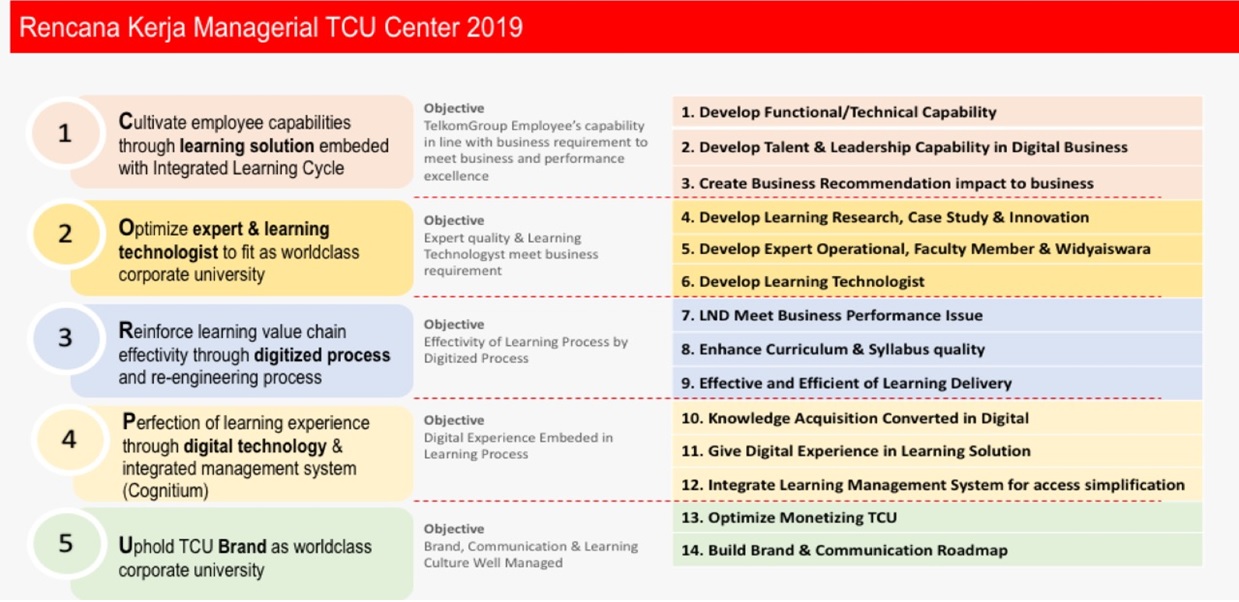 Rencana Kerja Managerial TCU Center 2019
1
Cultivate employee capabilities
through learning solution embeded
with Integrated Learning Cycle
Objective
TelkomGroup Employee's capability
in line with business requirement to
meet business and performance
excellence
1. Develop Functional/Technical Capability
2. Develop Talent & Leadership Capability in Digital Business
3. Create Business Recommendation impact to business
2
Optimize expert & learning
technologist to fit as worldclass
corporate university
Objective
Expert quality & Learning
Technologyst meet business
requirement
4. Develop Learning Research, Case Study & Innovation
5. Develop Expert Operational, Faculty Member & Widyaiswara
6. Develop Learning Technologist
3
Reinforce learning value chain
effectivity through digitized process
and re-engineering process
Objective
Effectivity of Learning Process by
Digitized Process
7. LND Meet Business Performance Issue
8. Enhance Curriculum & Syllabus quality
9. Effective and Efficient of Learning Delivery
4
Perfection of learning experience
through digital technology &
integrated management system
(Cognitium)
Objective
Digital Experience Embeded in
Learning Process
10. Knowledge Acquisition Converted in Digital
11. Give Digital Experience in Learning Solution
12. Integrate Learning Management System for access simplification
5
Uphold TCU Brand as worldclass
corporate university
Objective
Brand, Communication & Learning
Culture Well Managed
13. Optimize Monetizing TCU
14. Build Brand & Communication Roadmap